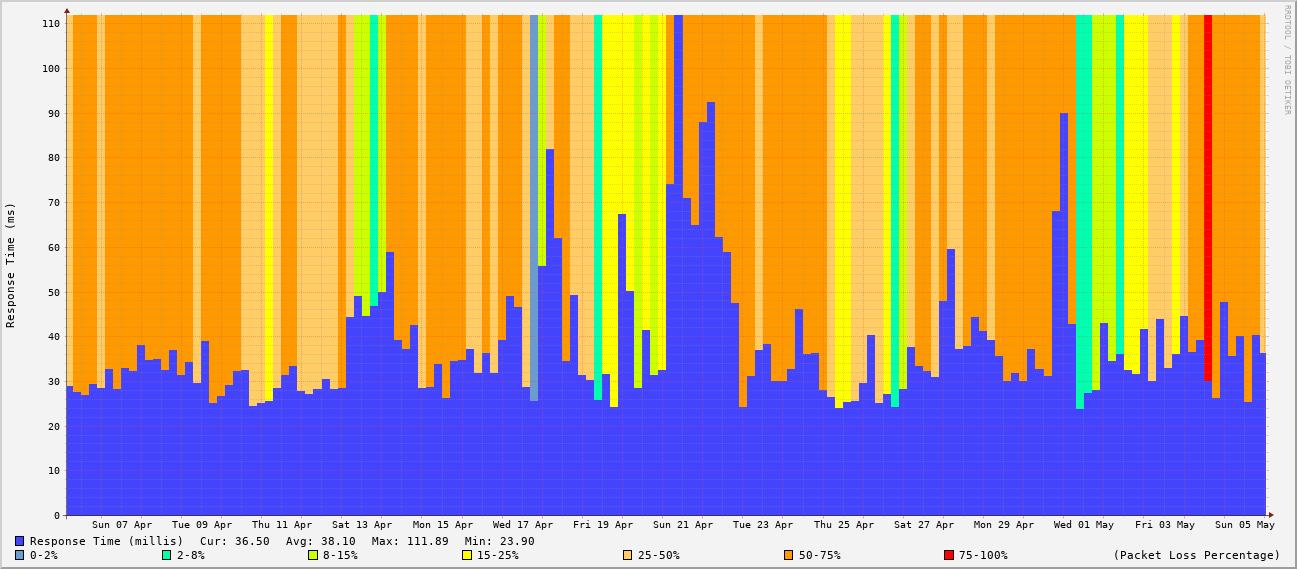 RRDTOOL / TOBI OETIKER
Response Time (ms)
110
100
90
80
70
60
50
40
30
20
10
0
Sun 07 Apr Tue 09 Apr Thu 11 Apr Sat 13 Apr Mon 15 Apr Wed 17 Apr Fri 19 Apr Sun 21 Apr Tue 23 Apr Thu 25 Apr Sat 27 Apr Mon 29 Apr Wed 01 May Fri 03 May Sun 05 May
Response Time (millis) Cur: 36.50 Avg: 38.10 Max: 111.89 Min: 23.90
0-2% 2-8% 8-15% 15-25% 25-50% 50-75% 75-100% (Packet Loss Percentage)